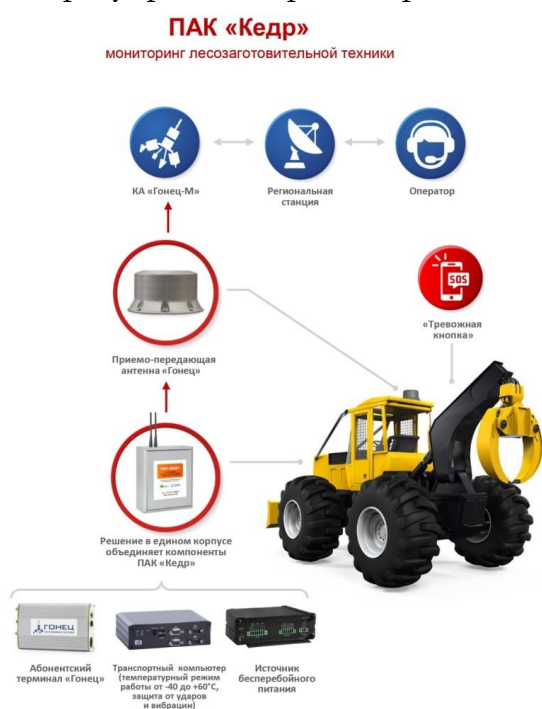 ПАК «Кедр»
мониторинг лесозаготовительной техники
КА «Гонец-М»
Региональная
станция
Оператор
SOS
«Тревожная
кнопка»
Приемо-передающая
антенна «Гонец»
Решение в едином корпусе
объединяет компоненты
ПАК «Кедр»
ГОНЕЦ
Абонентский
терминал «Гонец»
Транспортный компьютер
(температурный режим
работы от -40 до +60°С,
защита от ударов
и вибрации)
Источник
бесперебойного
питания